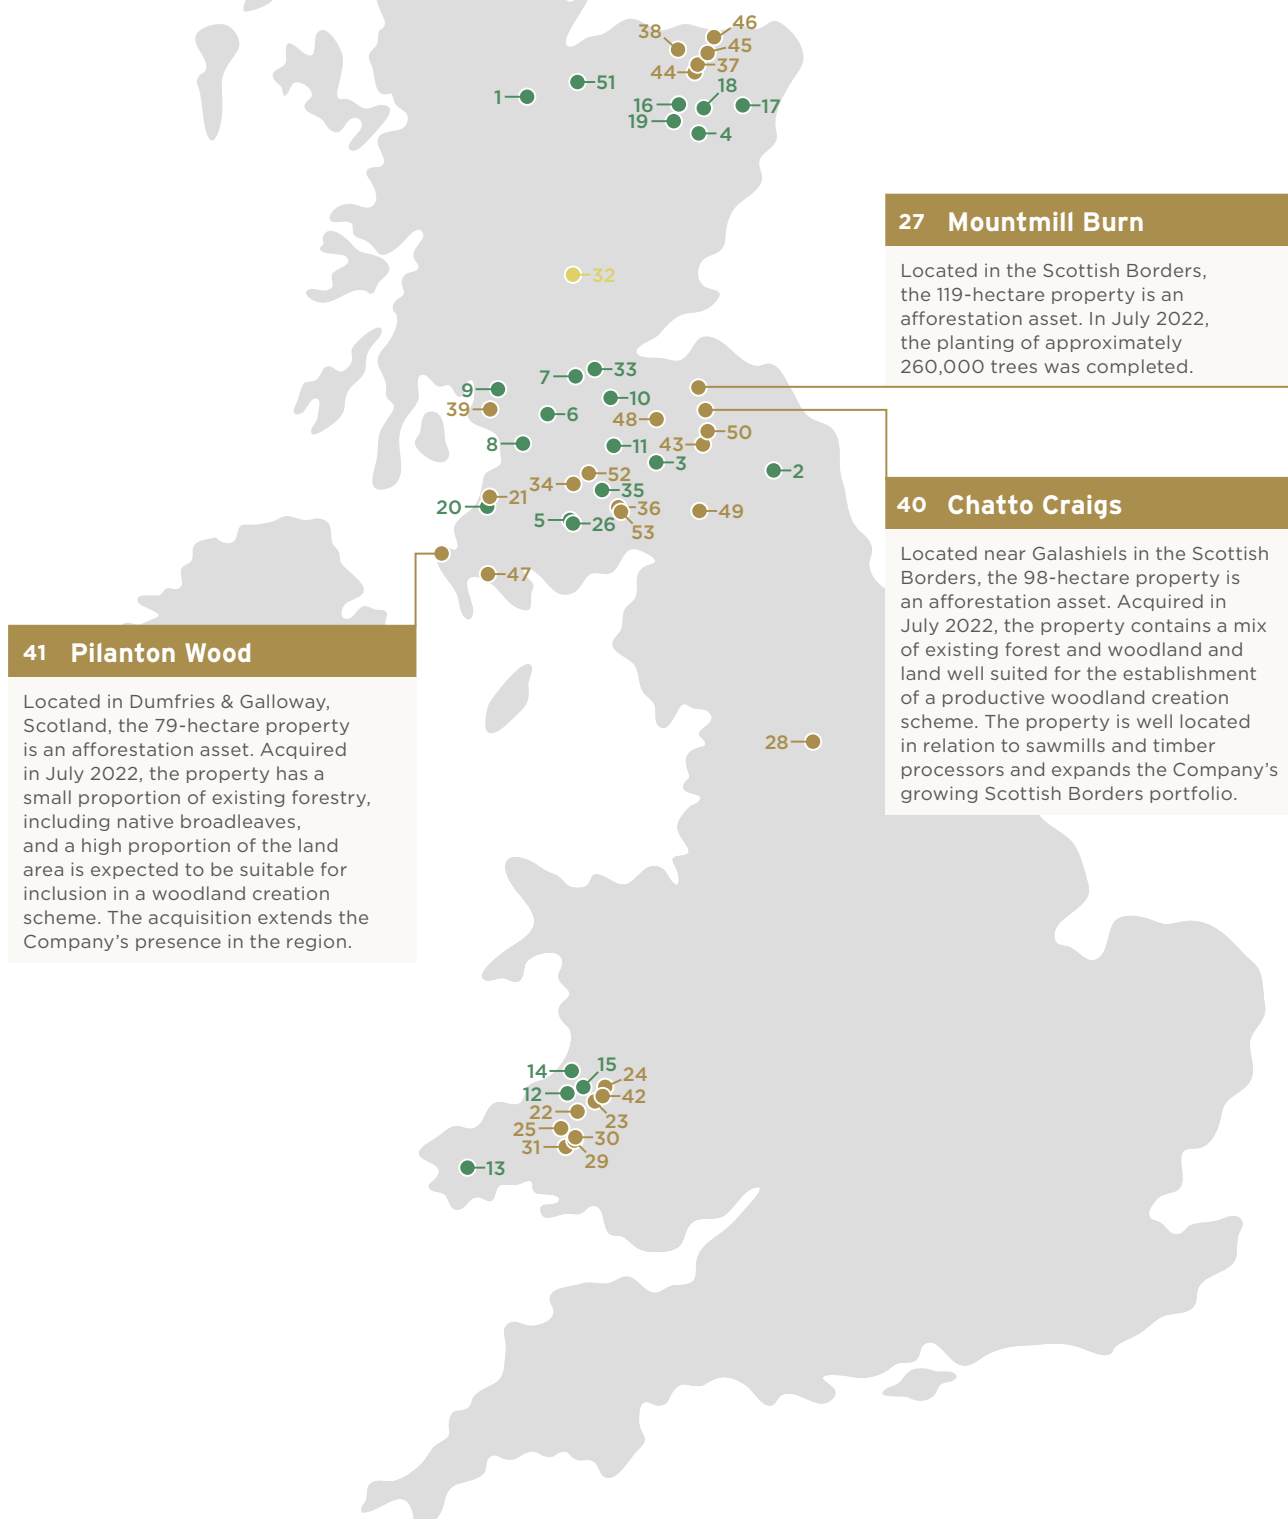 46
38
45
37
44
51
1
18
16
17
19
4
27 Mountmill Burn
Located in the Scottish Borders,
the 119-hectare property is an
afforestation asset. In July 2022,
the planting of approximately
260,000 trees was completed.
32
33
7
9
10
39
6
48
50
8
11
43
3
2
52
34
35
21
20
36
49
5
26
53
47
40 Chatto Craigs
Located near Galashiels in the Scottish
Borders, the 98-hectare property is
an afforestation asset. Acquired in
July 2022, the property contains a mix
of existing forest and woodland and
land well suited for the establishment
of a productive woodland creation
scheme. The property is well located
in relation to sawmills and timber
processors and expands the Company’s
growing Scottish Borders portfolio.
41 Pilanton Wood
Located in Dumfries & Galloway,
Scotland, the 79-hectare property
is an afforestation asset. Acquired
in July 2022, the property has a
small proportion of existing forestry,
including native broadleaves,
and a high proportion of the land
area is expected to be suitable for
inclusion in a woodland creation
scheme. The acquisition extends the
Company’s presence in the region.
28
15
14
24
12
42
22
23
25
30
31
29
13